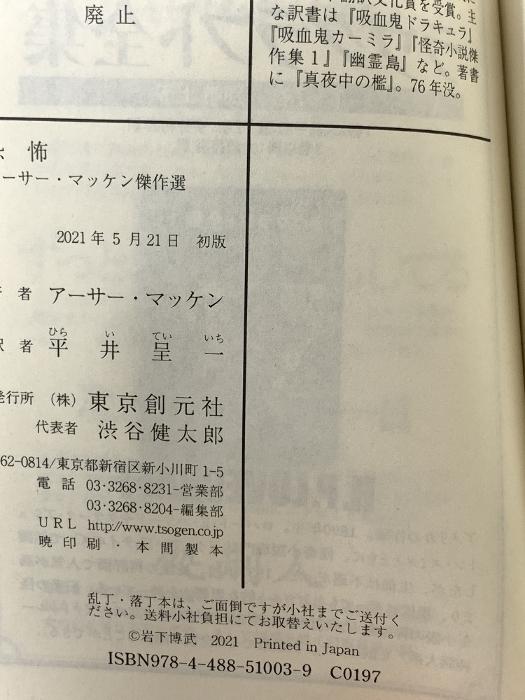 廃止
な訳書は『吸血鬼ドラキュラ』
『吸血鬼カーミラ』『怪奇小説傑
作集1』『幽霊島』など。著書
に『真夜中の檻』。76年没。
怖
ーサー・マッケン傑作選
2021年5月21日 初版
者 アーサー・マッケン
訳者 平井呈一
ひら い てい いち
発行所 (株) 東京創元社
代表者 渋谷健太郎
62-0814/東京都新宿区新小川町1-5
電話 03・3268・8231-営業部
03・3268・8204-編集部
URL http://www.tsogen.co.jp
暁印刷・本間製本
乱丁・落丁本は、ご面倒ですが小社までご送付く
ださい。送料小社負担にてお取替えいたします。
©岩下博武 2021 Printed in Japan
ISBN978-4-488-51003-9 C0197